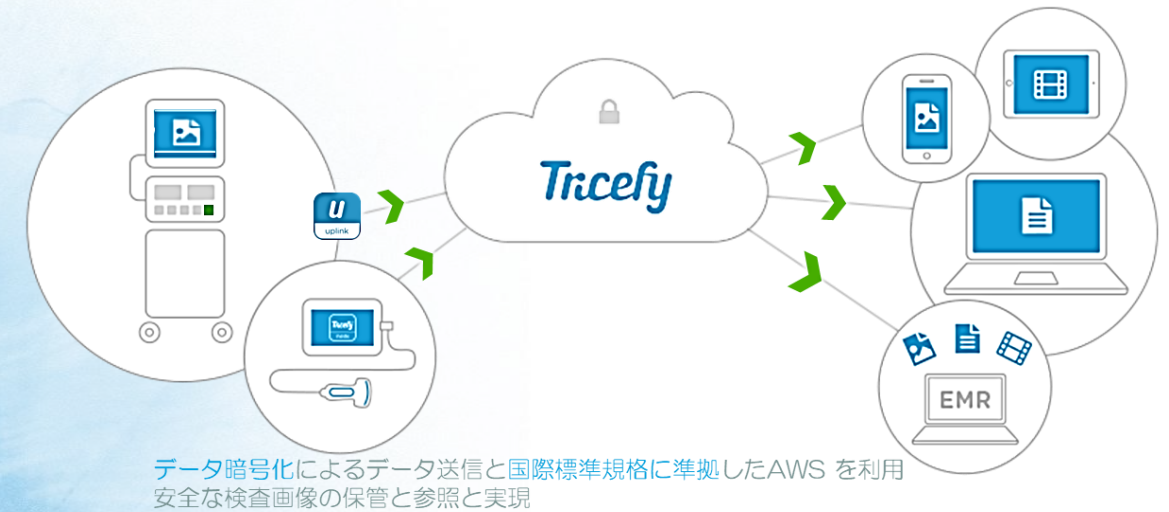 Tricefy
u
uplink
Tricefy
EMR
データ暗号化によるデータ送信と国際標準規格に準拠したAWS を利用
安全な検査画像の保管と参照と実現